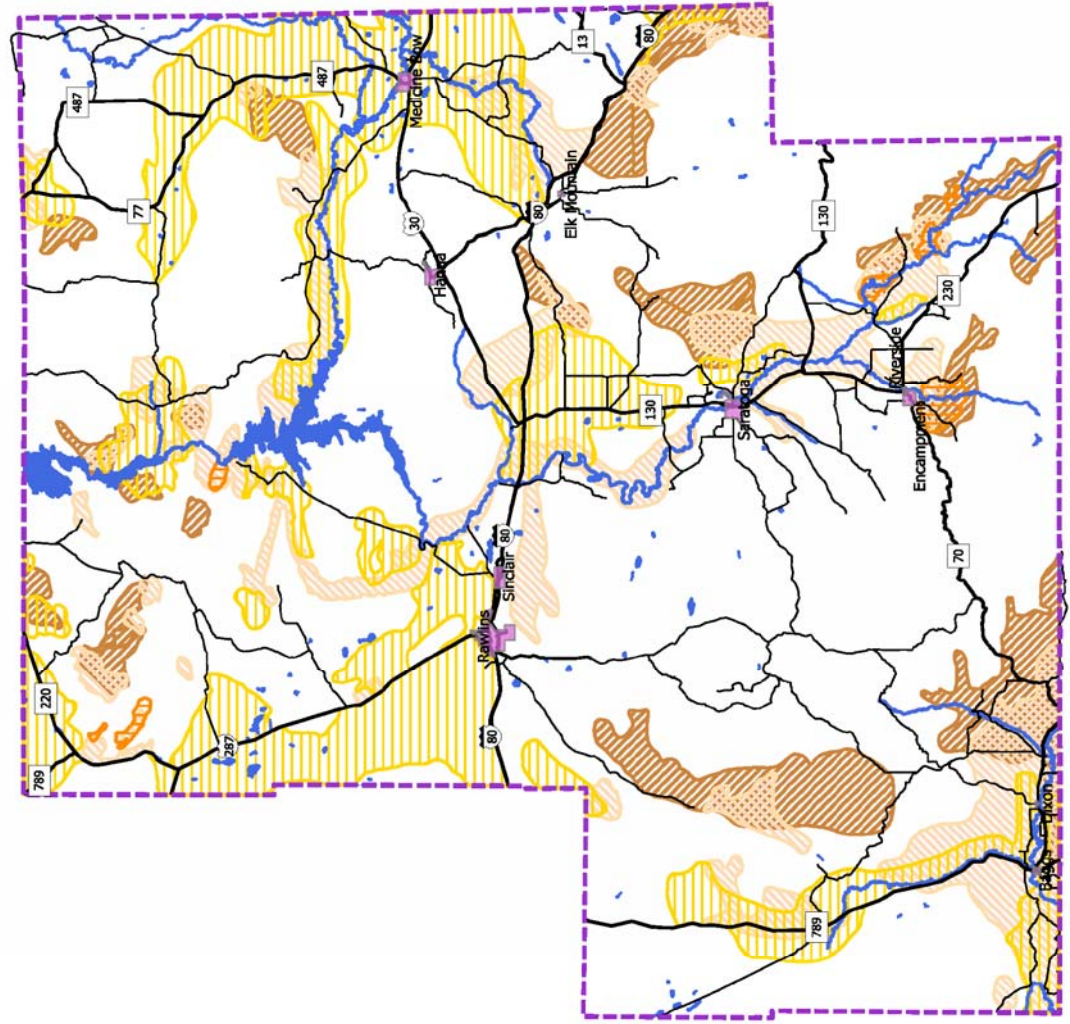 487
487
77
13
80
Medicine Bow
30
80
Elk Mountain
Hanna
130
230
Riverside
130
Saratoga
Encampment
80
Sinclair
Rawlins
70
220
789
287
80
789
Baggs
Dixon